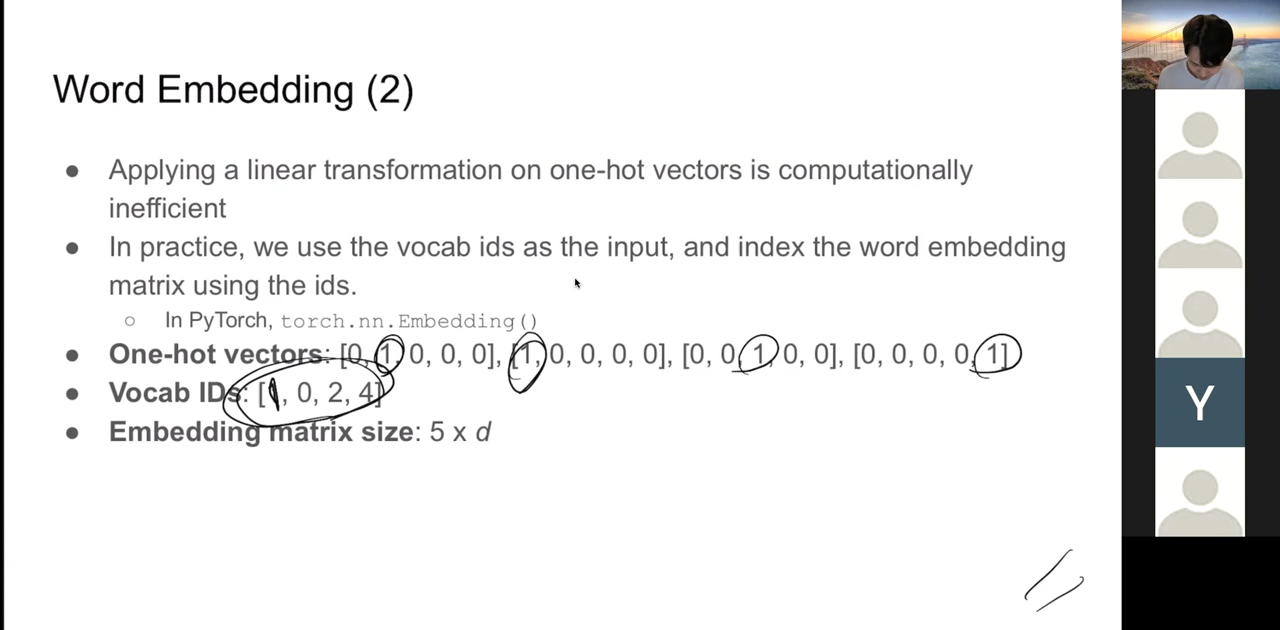 Word Embedding (2)
● Applying a linear transformation on one-hot vectors is computationally
inefficient
● In practice, we use the vocab ids as the input, and index the word embedding
matrix using the ids.
○ In PyTorch, torch.nn.Embedding()
● One-hot vectors: [0, 1, 0, 0, 0], [1, 0, 0, 0, 0], [0, 0, 1, 0, 0], [0, 0, 0, 0, 1]
● Vocab IDs: [1, 0, 2, 4]
● Embedding matrix size: 5 x d
Y